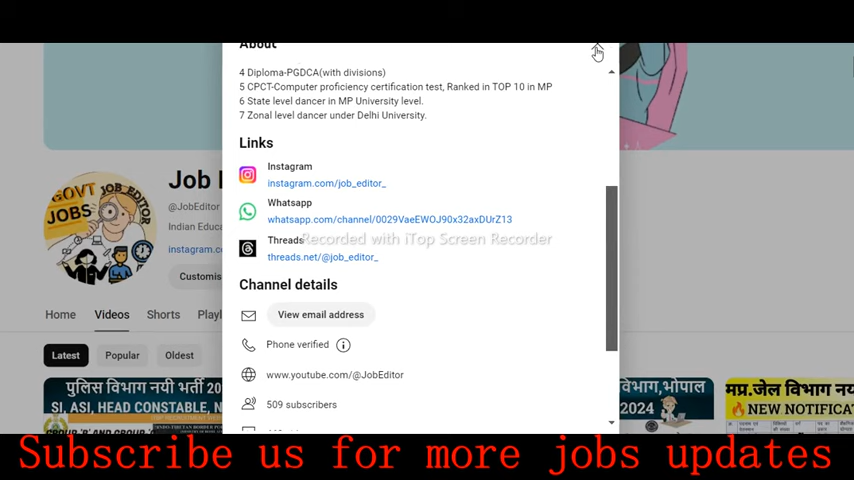 About
4 Diploma-PGDCA(with divisions)
5 CPCT-Computer proficiency certification test, Ranked in TOP 10 in MP
6 State level dancer in MP University level.
7 Zonal level dancer under Delhi University.
Links
Instagram
instagram.com/job_editor_
Whatsapp
whatsapp.com/channel/0029VaeEWOJ90x32axDUrZ13
Threads
Recorded with iTop Screen Recorder
threads.net/@job_editor_
Channel details
View email address
Phone verified
www.youtube.com/@JobEditor
509 subscribers
GOVT JOB EDITOR
JOBS
Job
@JobEditor
Indian Educa
instagram.c
Customis
Home Videos Shorts Playl
Latest Popular Oldest
पुलिस विभाग नयी भर्ती 20
SI, ASI, HEAD CONSTABLE,
विभाग,भोपाल
2024
मप्र.जेल विभाग में
NEW NOTIFICA
Subscribe us for more jobs updates